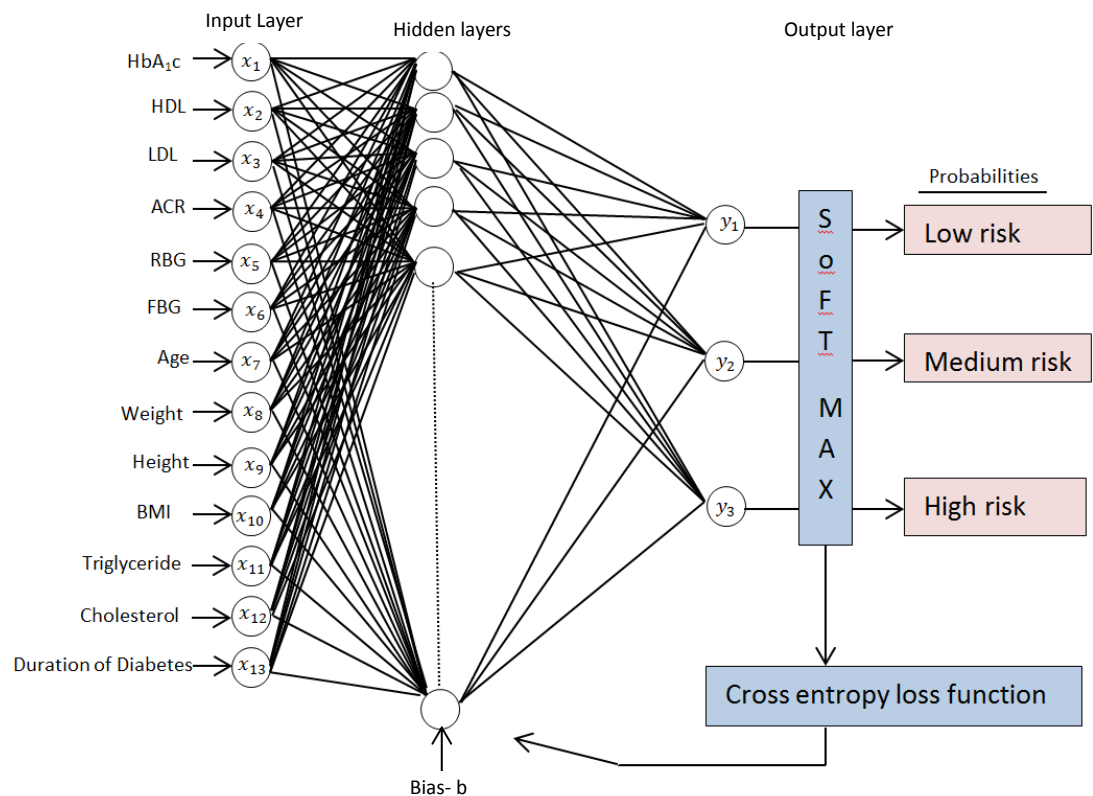 Input Layer
Hidden layers
Output layer
HbA₁c
x₁
HDL
x₂
LDL
x₃
ACR
x₄
RBG
x₅
FBG
x₆
Age
x₇
Weight
x₈
Height
x₉
BMI
x₁₀
Triglyceride
x₁₁
Cholesterol
x₁₂
Duration of Diabetes
x₁₃
Bias- b
y₁
y₂
y₃
S
o
F
T
M
A
X
Probabilities
Low risk
Medium risk
High risk
Cross entropy loss function